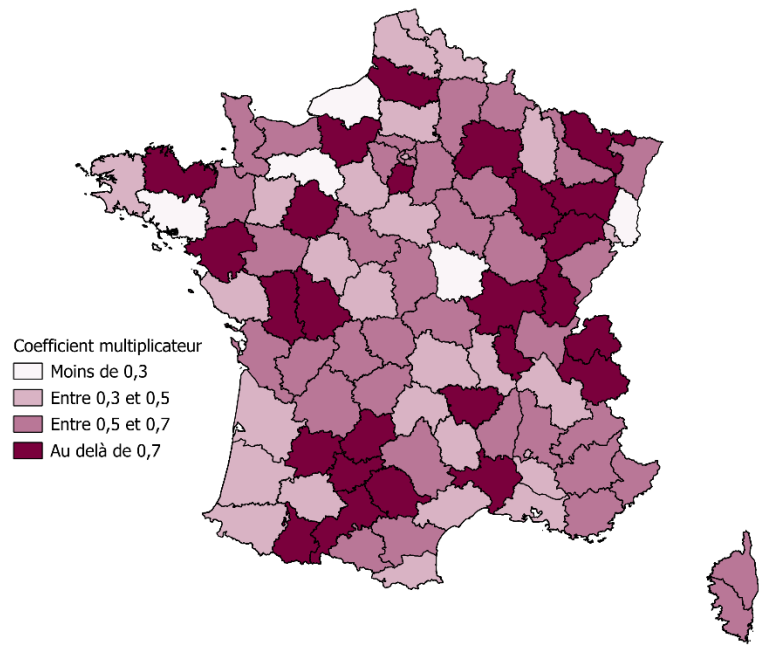 Coefficient multiplicateur
Moins de 0,3
Entre 0,3 et 0,5
Entre 0,5 et 0,7
Au delà de 0,7